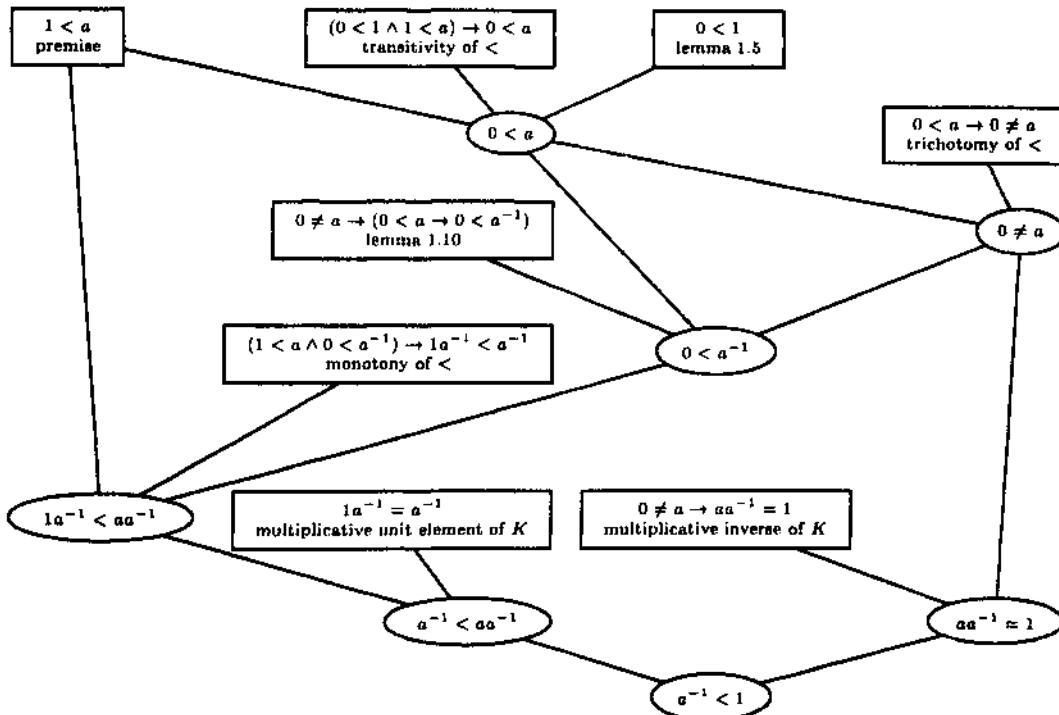 1 < a
premise
(0 < 1 ∧ 1 < a) → 0 < a
transitivity of <
0 < 1
lemma 1.5
0 < a
0 < a → 0 ≠ a
trichotomy of <
0 ≠ a → (0 < a → 0 < a⁻¹)
lemma 1.10
0 ≠ a
(1 < a ∧ 0 < a⁻¹) → 1a⁻¹ < a⁻¹
monotony of <
0 < a⁻¹
1a⁻¹ < aa⁻¹
1a⁻¹ = a⁻¹
multiplicative unit element of K
0 ≠ a → aa⁻¹ = 1
multiplicative inverse of K
a⁻¹ < aa⁻¹
aa⁻¹ = 1
a⁻¹ < 1